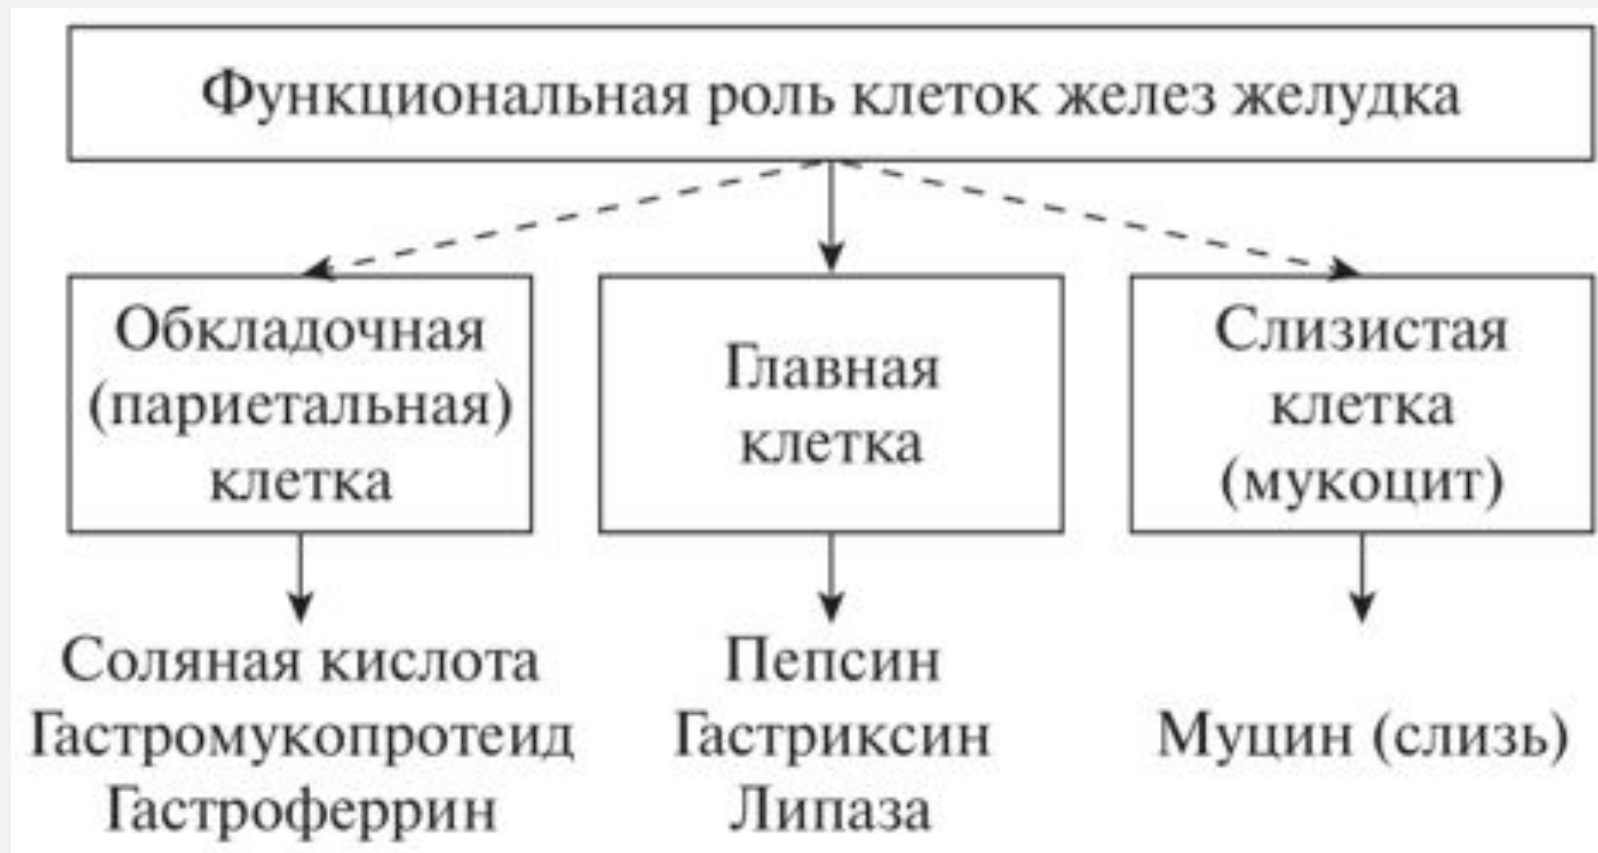 Функциональная роль клеток желез желудка
Обкладочная
(париетальная)
клетка
Главная
клетка
Слизистая
клетка
(мукоцит)
Соляная кислота
Гастромукопротеид
Гастроферрин
Пепсин
Гастриксин
Липаза
Муцин (слизь)